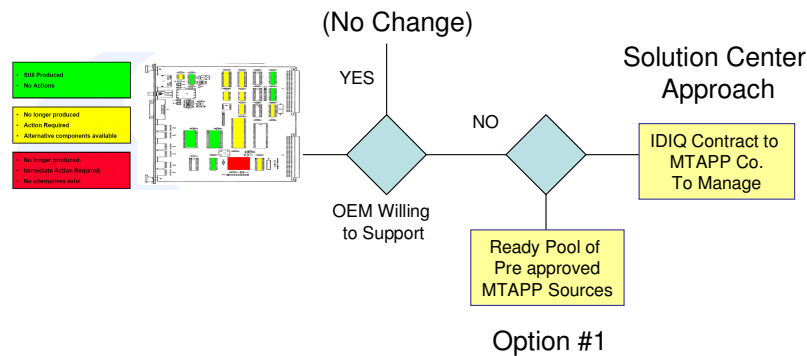 (No Change)
YES
Solution Center
Approach
• Still Produced
• No Actions
• No longer produced
• Action Required
• Alternative components available
• No longer produced.
• Immediate Action Required.
• No alternatives exist
NO
IDIQ Contract to
MTAPP Co.
To Manage
OEM Willing
to Support
Ready Pool of
Pre approved
MTAPP Sources
Option #1